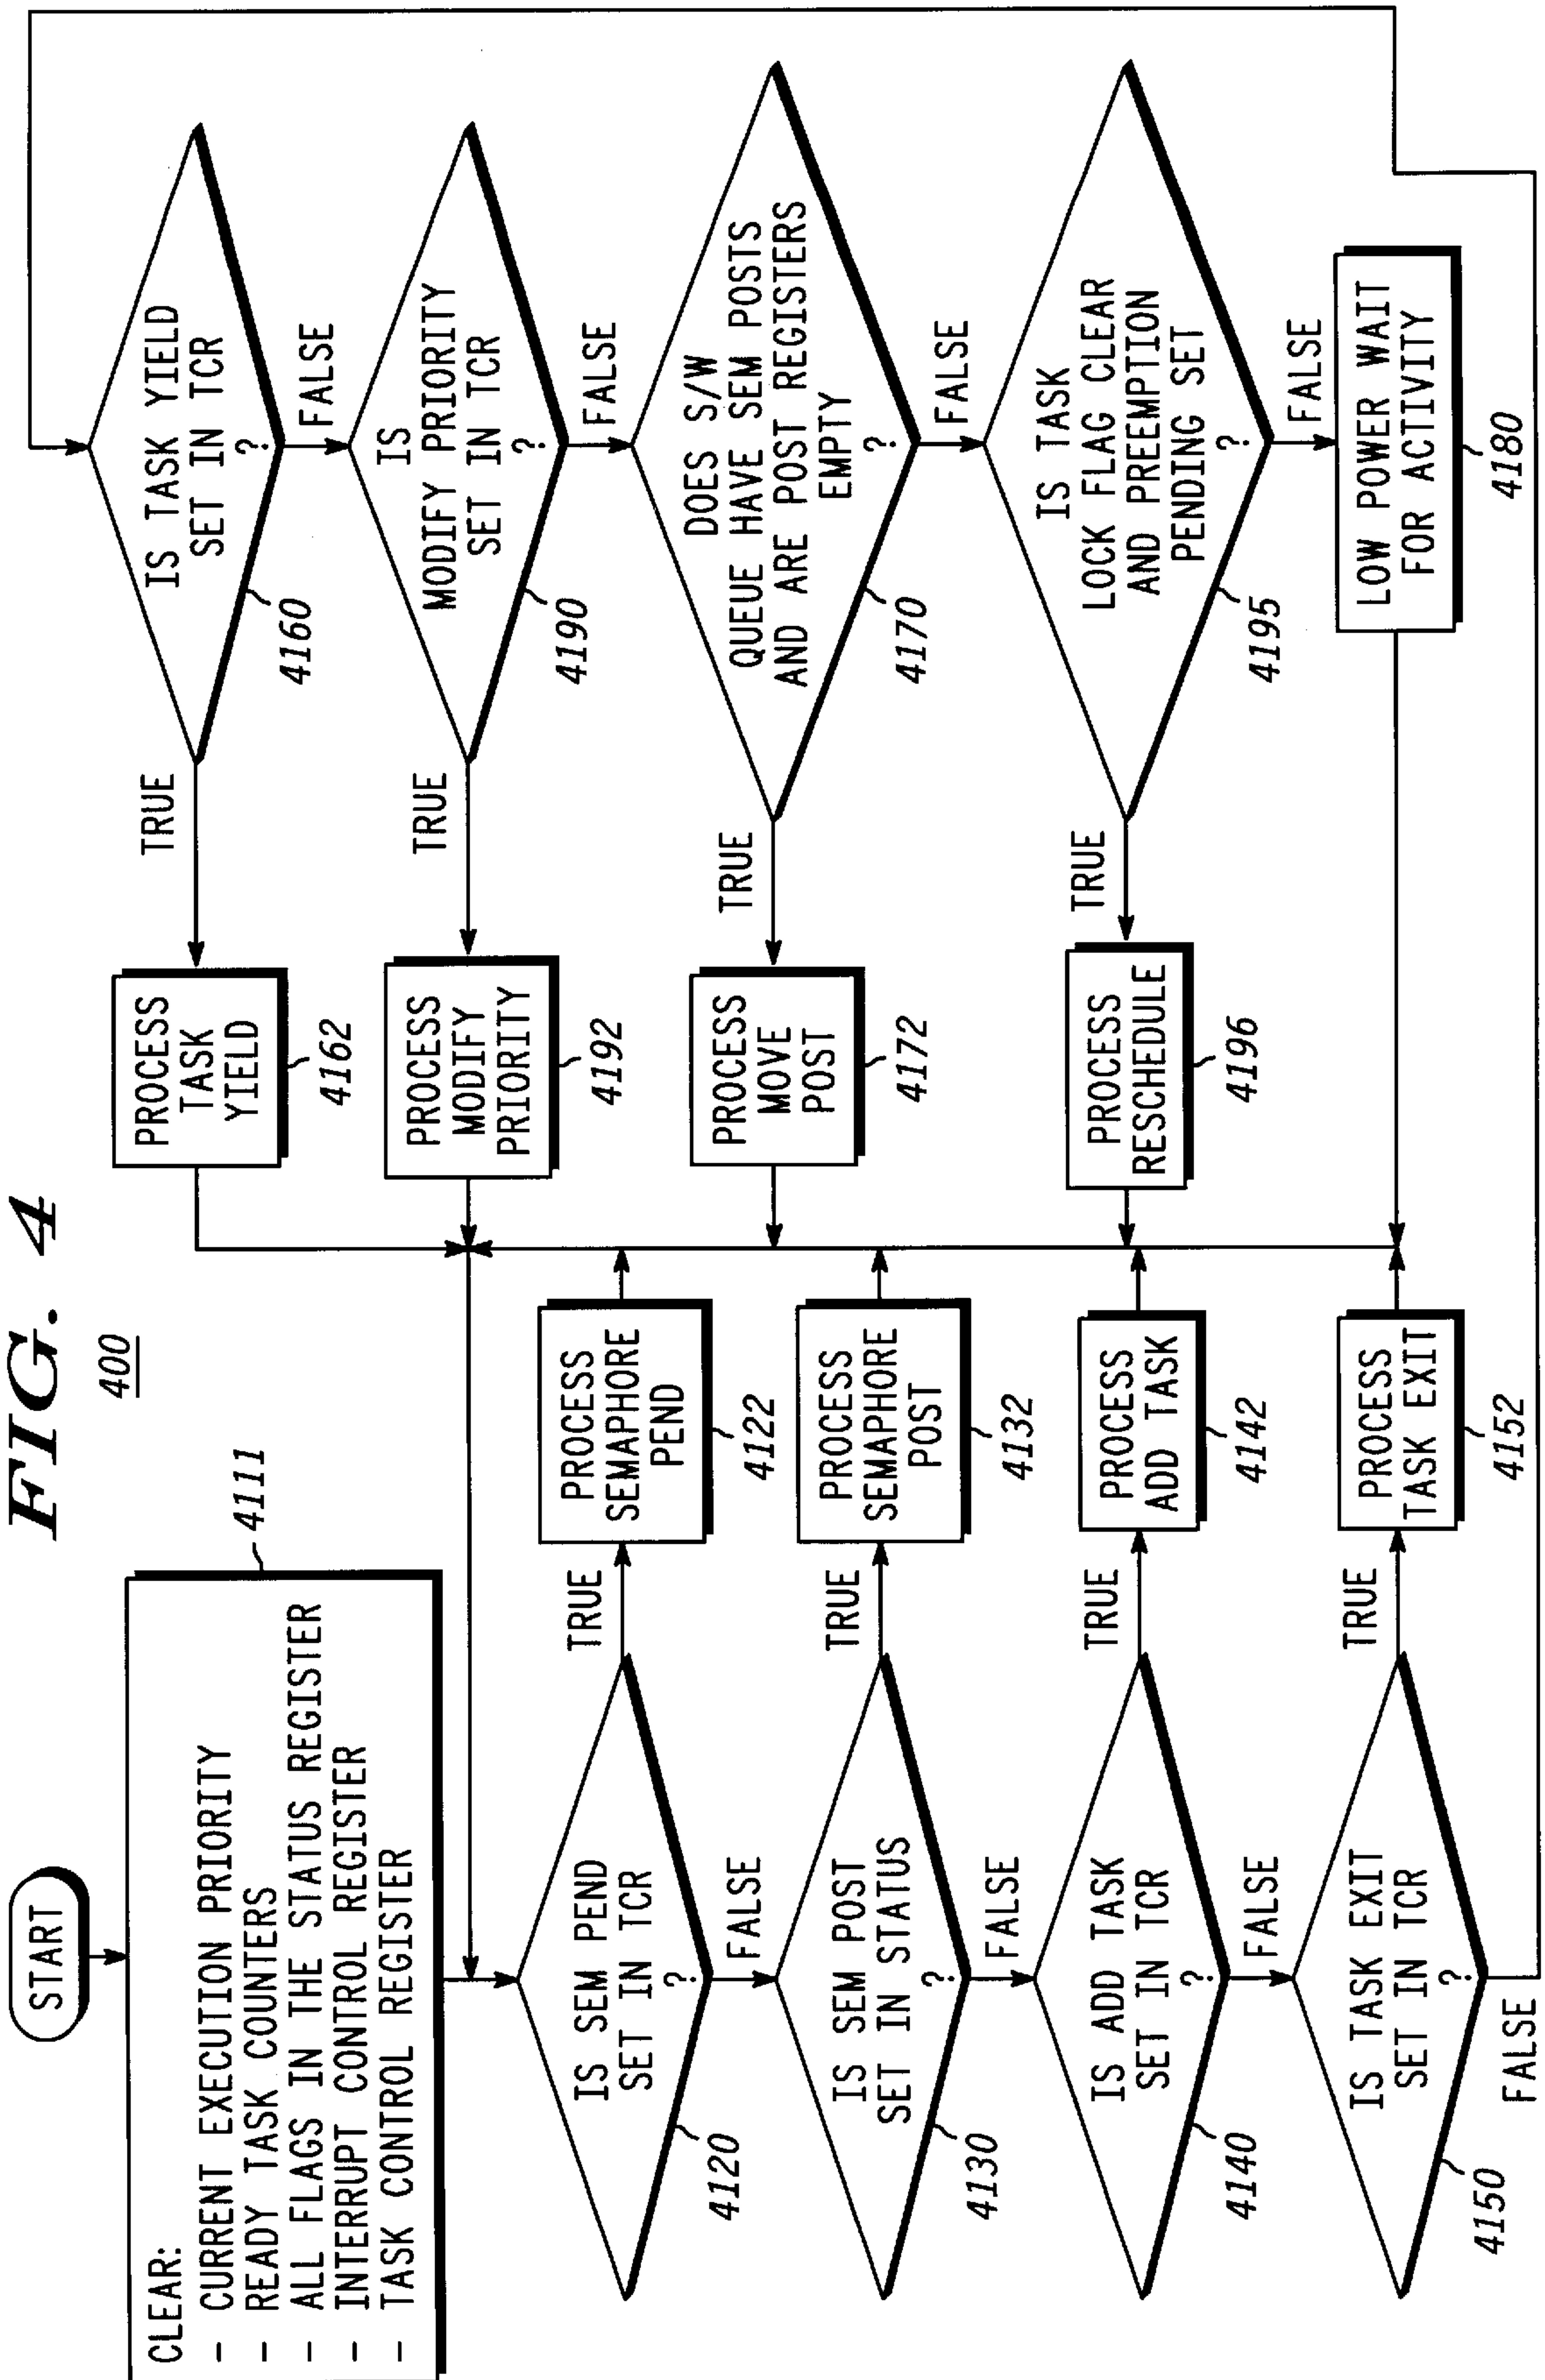 FIG. 4
400
START
CLEAR:
- CURRENT EXECUTION PRIORITY
- READY TASK COUNTERS
- ALL FLAGS IN THE STATUS REGISTER
- INTERRUPT CONTROL REGISTER
- TASK CONTROL REGISTER
4111
IS SEM PEND
SET IN TCR
?
4120
TRUE
PROCESS
SEMAPHORE
PEND
4122
FALSE
IS SEM POST
SET IN STATUS
?
4130
TRUE
PROCESS
SEMAPHORE
POST
4132
FALSE
IS ADD TASK
SET IN TCR
?
4140
TRUE
PROCESS
ADD TASK
4142
FALSE
IS TASK EXIT
SET IN TCR
?
4150
TRUE
PROCESS
TASK EXIT
4152
FALSE
IS TASK YIELD
SET IN TCR
?
4160
TRUE
PROCESS
TASK
YIELD
4162
FALSE
IS
MODIFY PRIORITY
SET IN TCR
?
4190
TRUE
PROCESS
MODIFY
PRIORITY
4192
FALSE
DOES S/W
QUEUE HAVE SEM POSTS
AND ARE POST REGISTERS
EMPTY
?
4170
TRUE
PROCESS
MOVE
POST
4172
FALSE
IS TASK
LOCK FLAG CLEAR
AND PREEMPTION
PENDING SET
?
4195
TRUE
PROCESS
RESCHEDULE
4196
FALSE
LOW POWER WAIT
FOR ACTIVITY
4180